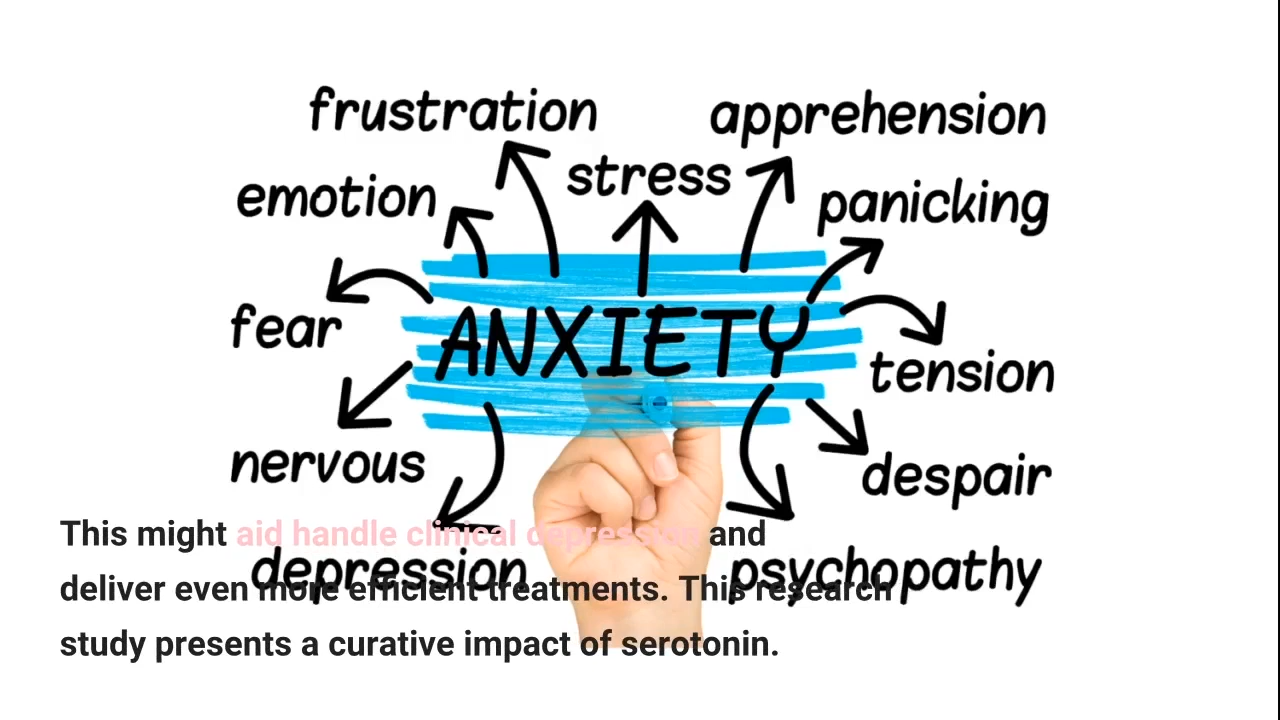 frustration
apprehension
stress
emotion
panicking
fear
ANXIETY
tension
nervous
despair
This might aid handle clinical depression and
depression
psychopathy
deliver even more efficient treatments. This research
study presents a curative impact of serotonin.